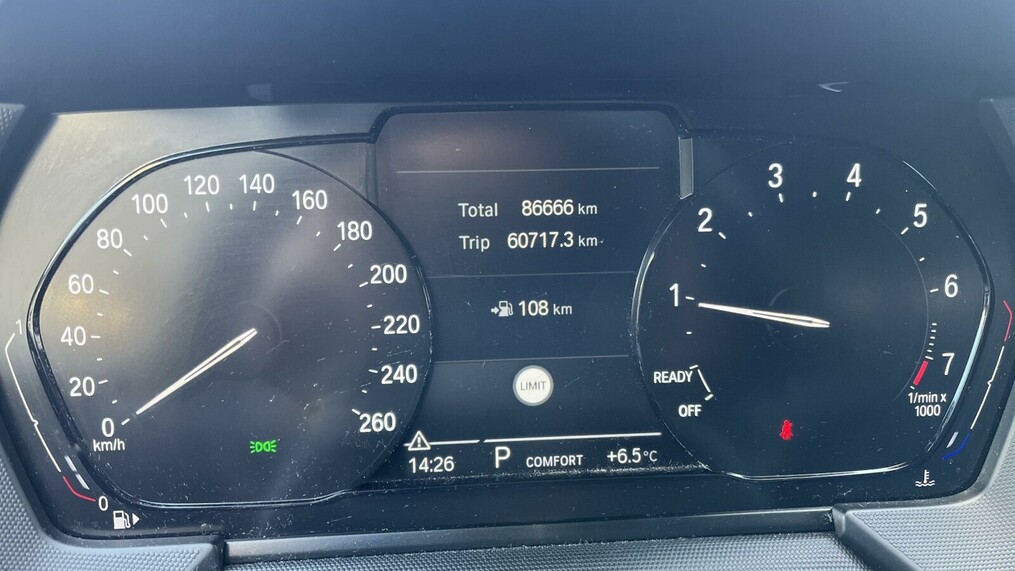 Total 86666 km
Trip 60717.3 km
108 km
LIMIT
14:26 P COMFORT +6.5°C
0
20
40
60
80
100
120
140
160
180
200
220
240
260
km/h
1
0
OFF
READY
1
2
3
4
5
6
7
1/min x
1000